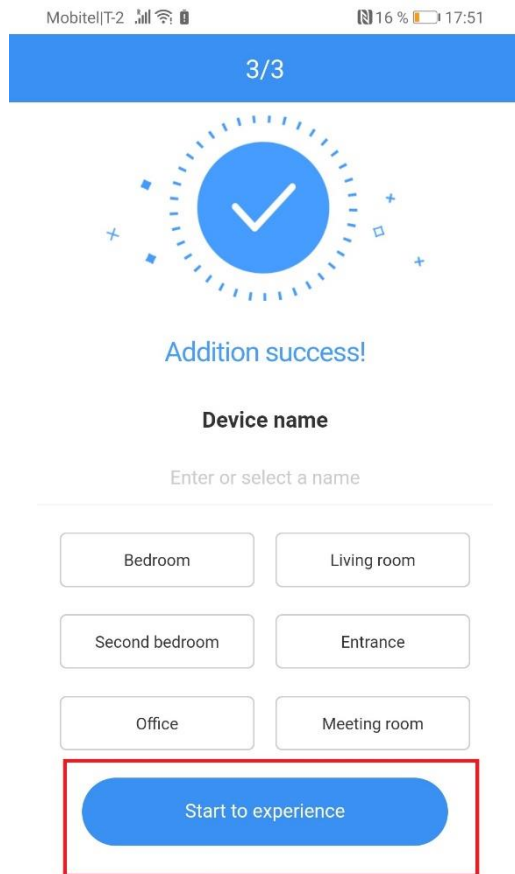 Mobitel|T-2 16 % 17:51
3/3
Addition success!
Device name
Enter or select a name
Bedroom Living room
Second bedroom Entrance
Office Meeting room
Start to experience